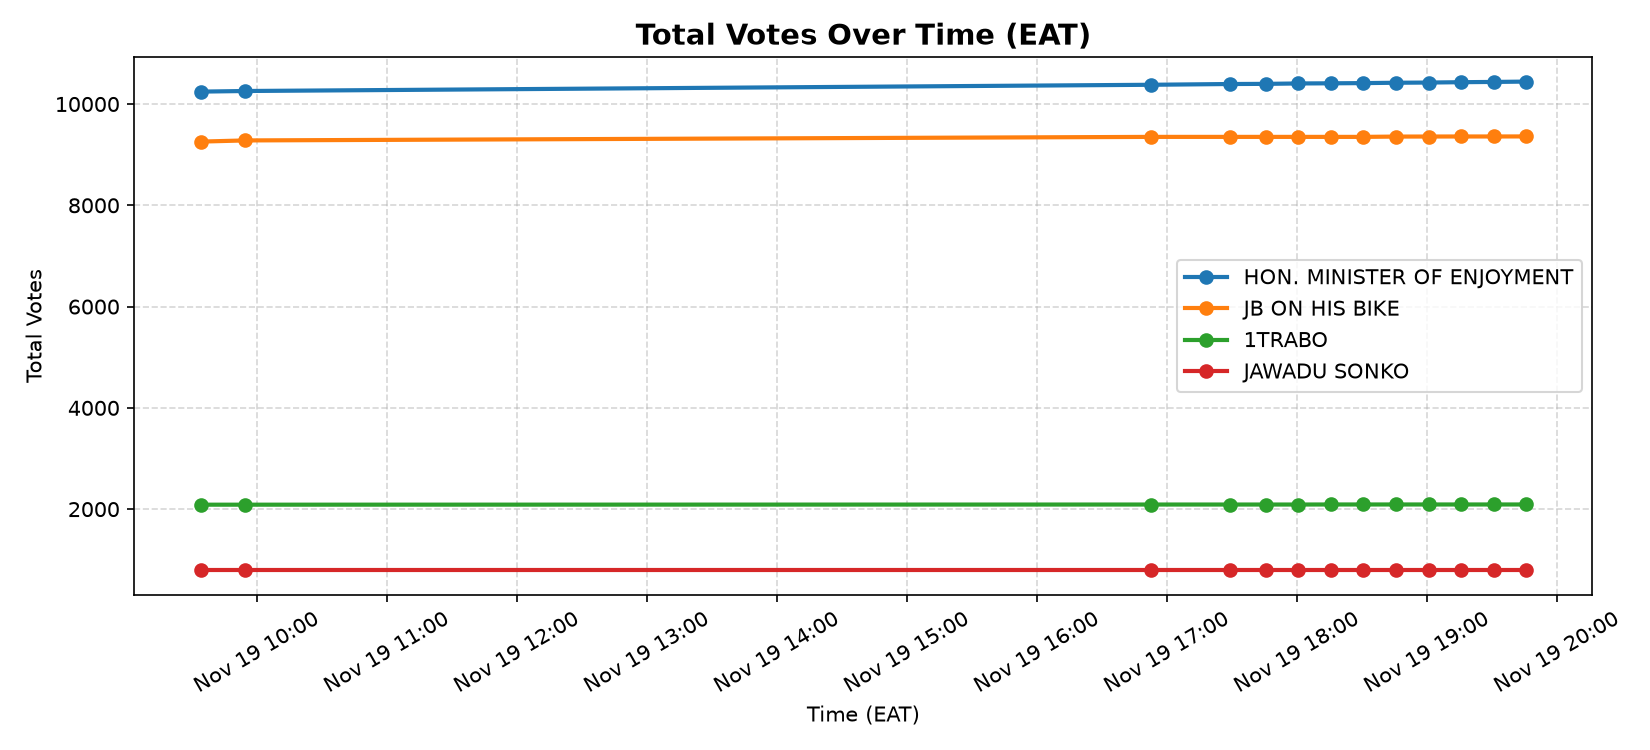 Total Votes Over Time (EAT)
Total Votes
10000
8000
6000
4000
2000
HON. MINISTER OF ENJOYMENT
JB ON HIS BIKE
1TRABO
JAWADU SONKO
Nov 19 10:00
Nov 19 11:00
Nov 19 12:00
Nov 19 13:00
Nov 19 14:00
Nov 19 15:00
Nov 19 16:00
Nov 19 17:00
Nov 19 18:00
Nov 19 19:00
Nov 19 20:00
Time (EAT)